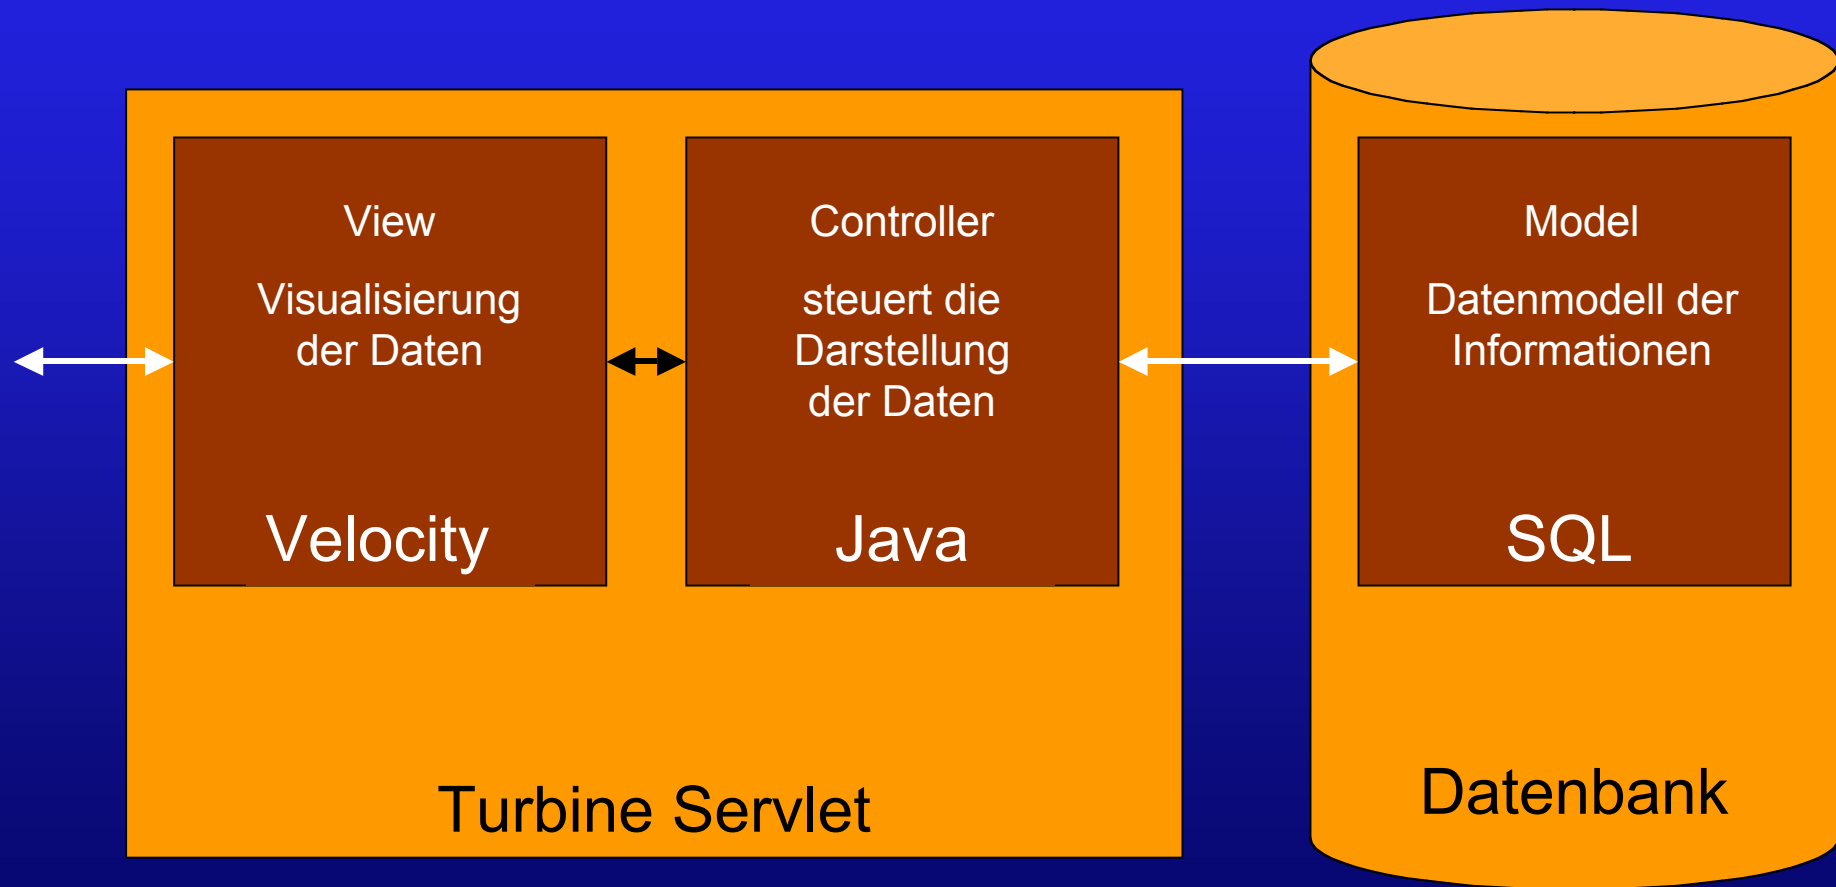 View
Visualisierung
der Daten
Velocity
Controller
steuert die
Darstellung
der Daten
Java
Turbine Servlet
Model
Datenmodell der
Informationen
SQL
Datenbank